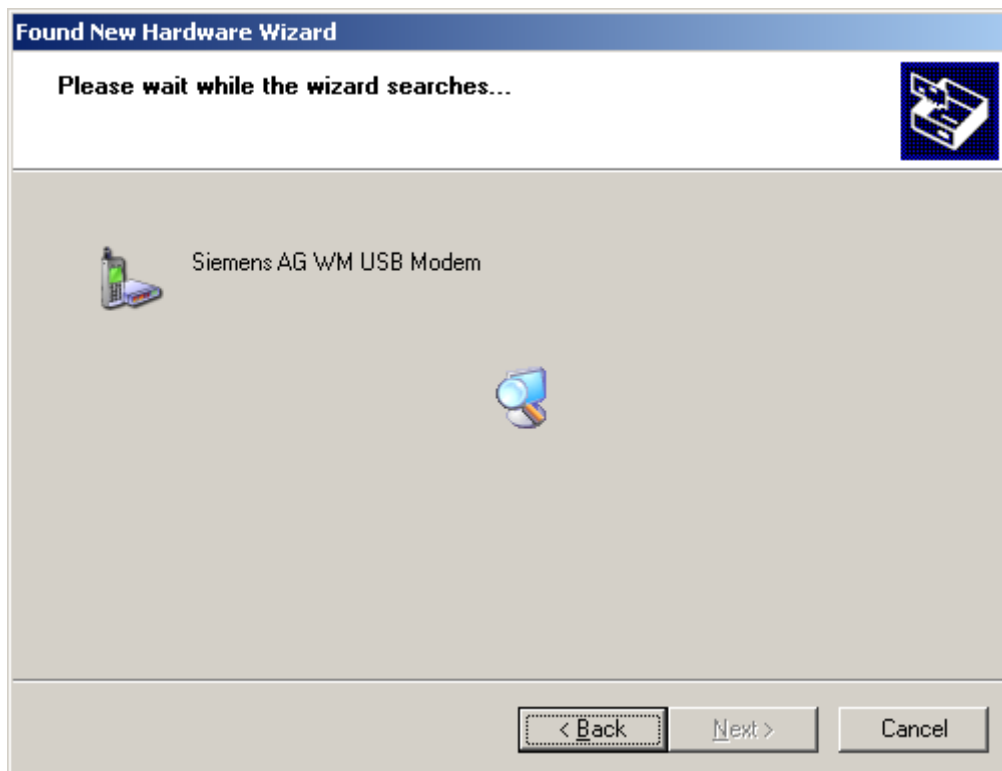 Found New Hardware Wizard
Please wait while the wizard searches...
Siemens AG WM USB Modem
< Back
Next >
Cancel